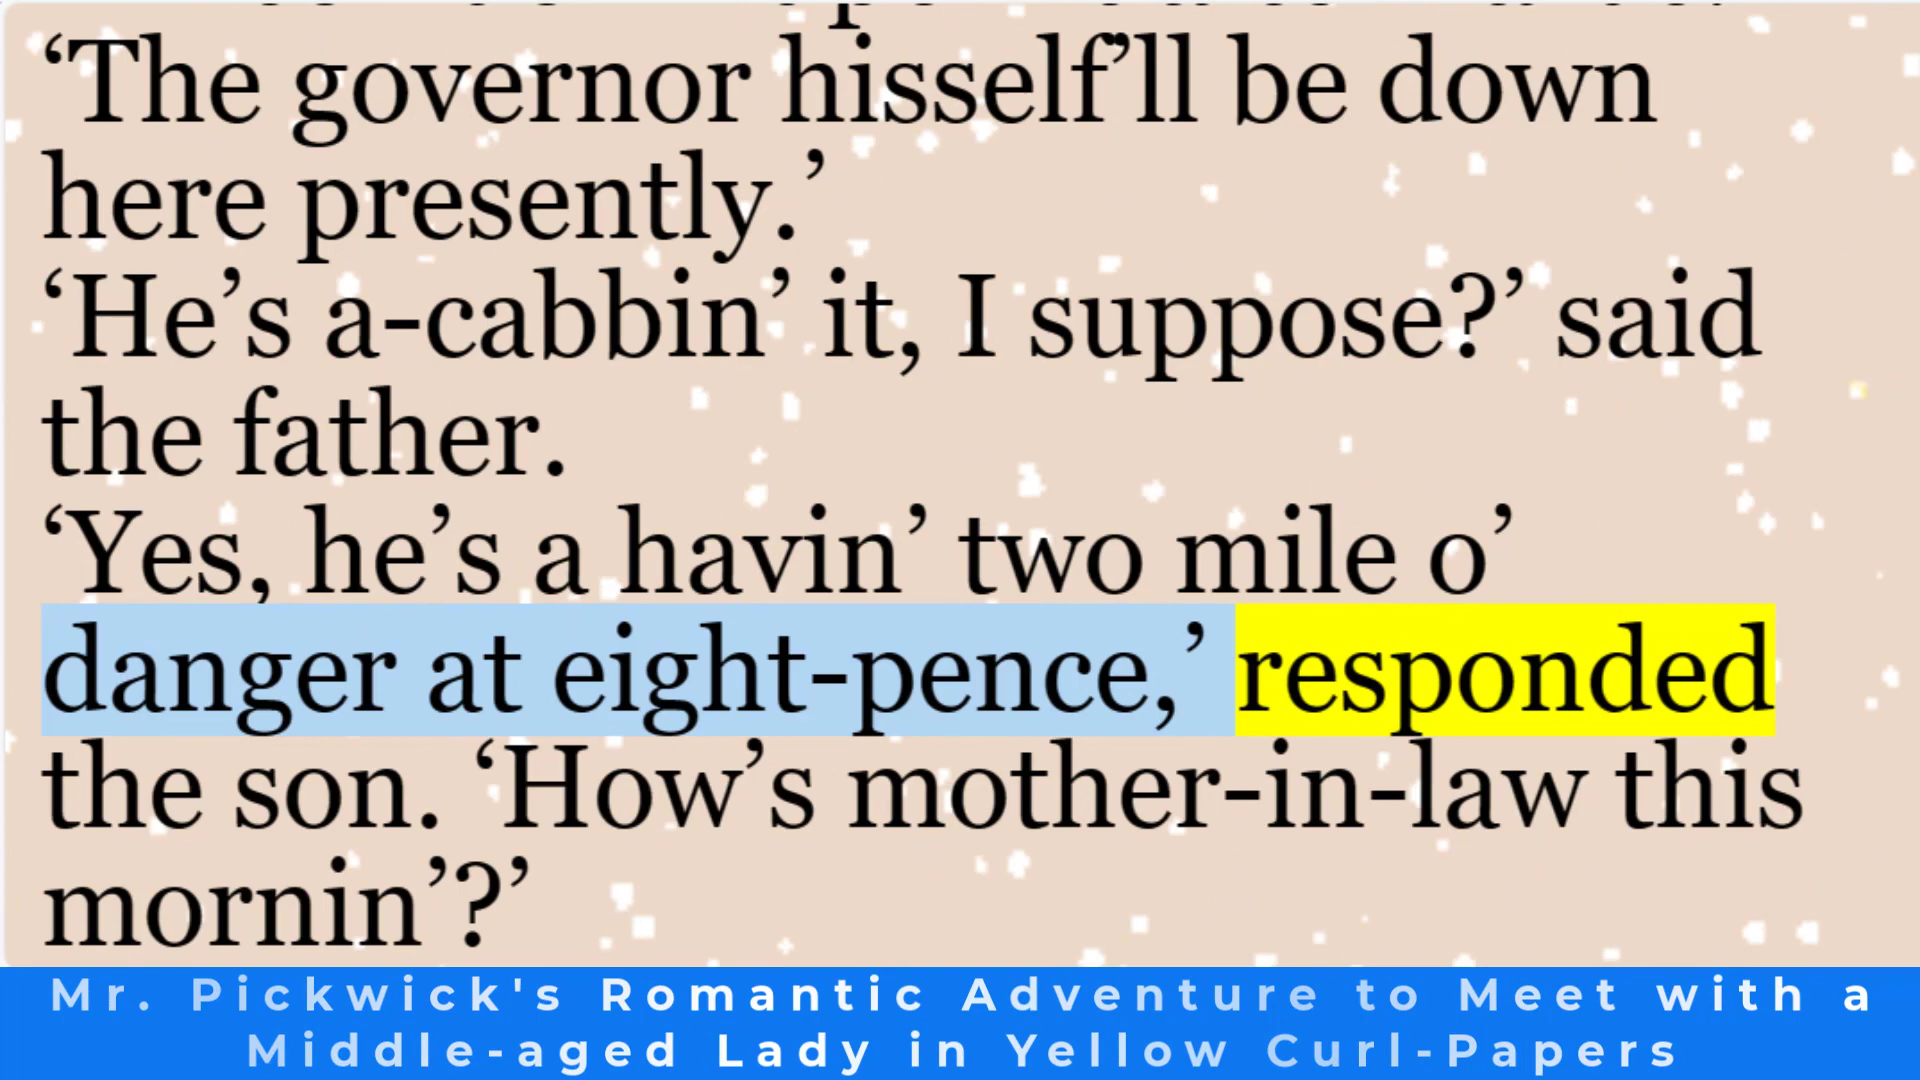 ‘The governor hisself’ll be down
here presently.’
‘He’s a-cabbin’ it, I suppose?’ said
the father.
‘Yes, he’s a havin’ two mile o’
danger at eight-pence,’ responded
the son. ‘How’s mother-in-law this
mornin’?’
Mr. Pickwick's Romantic Adventure to Meet with a
Middle-aged Lady in Yellow Curl-Papers